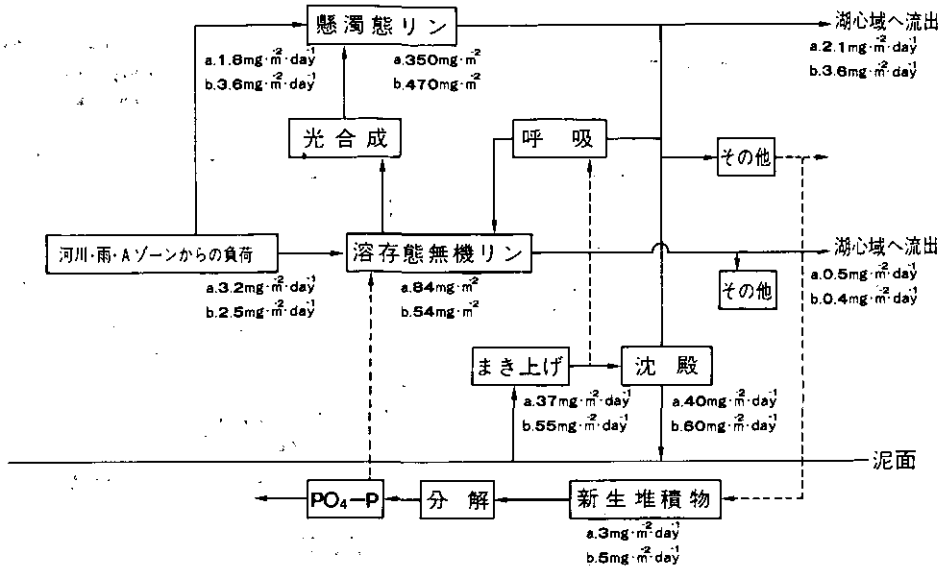 懸濁態リン
湖心域へ流出
a.1.8mg·m⁻²·day⁻¹
b.3.6mg·m⁻²·day⁻¹
a.350mg·m⁻²
b.470mg·m⁻²
a.2.1mg·m⁻²·day⁻¹
b.3.6mg·m⁻²·day⁻¹
光合成
呼吸
その他
河川·雨·Aゾーンからの負荷
溶存態無機リン
湖心域へ流出
a.3.2mg·m⁻²·day⁻¹
b.2.5mg·m⁻²·day⁻¹
a.84mg·m⁻²
b.54mg·m⁻²
その他
a.0.5mg·m⁻²·day⁻¹
b.0.4mg·m⁻²·day⁻¹
まき上げ
沈殿
a.37mg·m⁻²·day⁻¹
b.55mg·m⁻²·day⁻¹
a.40mg·m⁻²·day⁻¹
b.60mg·m⁻²·day⁻¹
泥面
PO₄−P
分解
新生堆積物
a.3mg·m⁻²·day⁻¹
b.5mg·m⁻²·day⁻¹